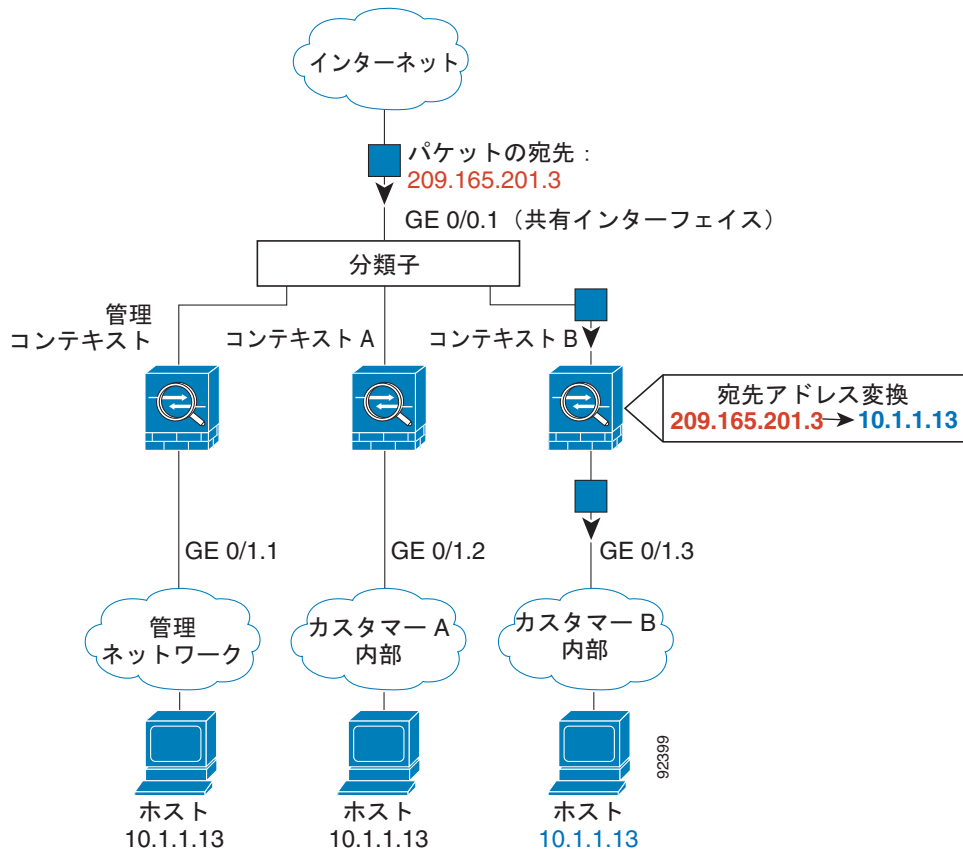 インターネット
パケットの宛先：
209.165.201.3
GE 0/0.1（共有インターフェイス）
分類子
管理
コンテキスト
コンテキスト A
コンテキスト B
宛先アドレス変換
209.165.201.3 10.1.1.13
GE 0/1.1
GE 0/1.2
GE 0/1.3
管理
ネットワーク
カスタマー A
内部
カスタマー B
内部
92399
ホスト
10.1.1.13
ホスト
10.1.1.13
ホスト
10.1.1.13